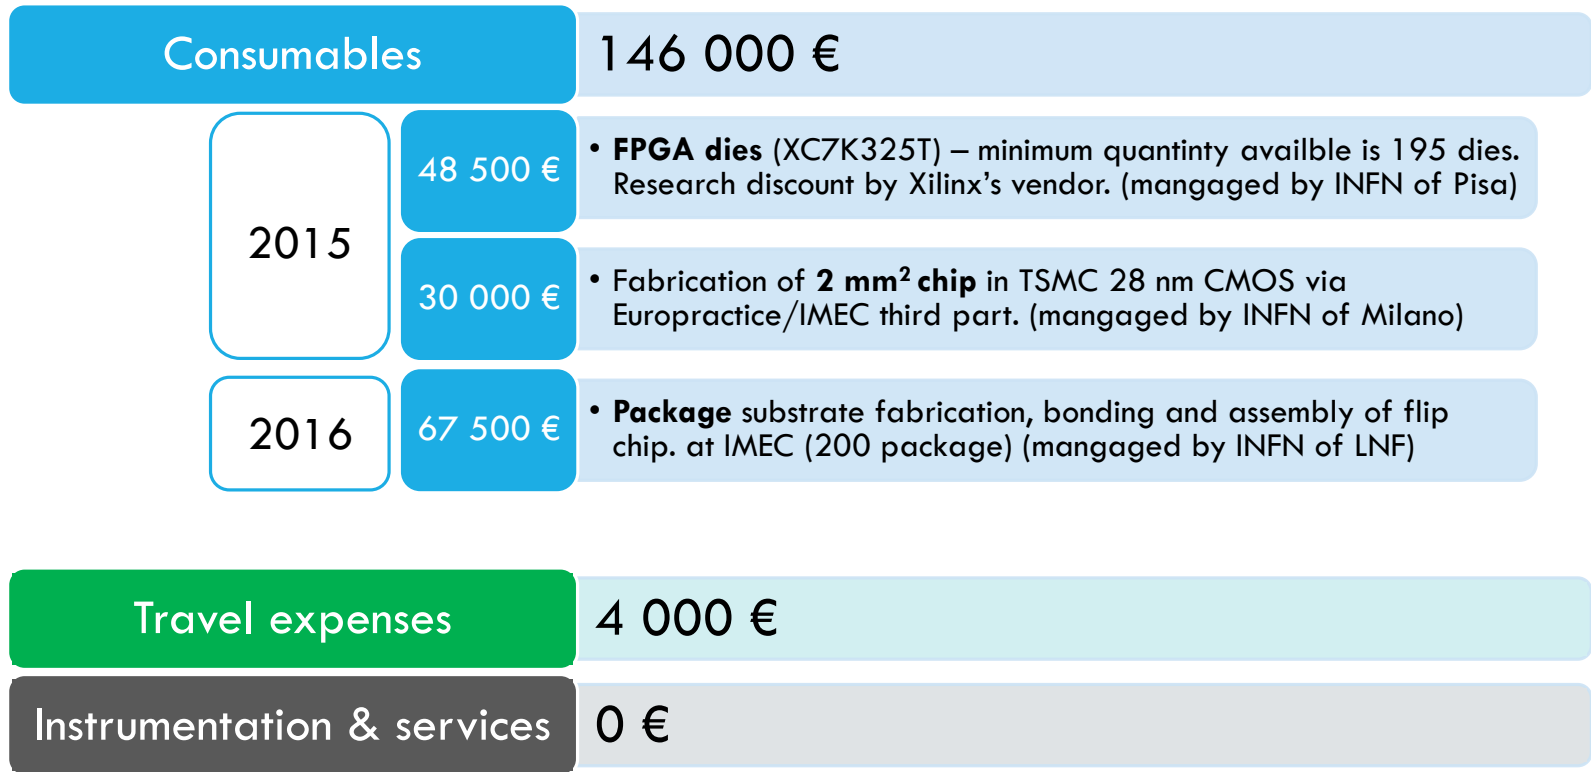 Consumables
146 000 €
2015
48 500 €
• FPGA dies (XC7K325T) – minimum quantinty availble is 195 dies.
Research discount by Xilinx’s vendor. (mangaged by INFN of Pisa)
30 000 €
• Fabrication of 2 mm² chip in TSMC 28 nm CMOS via
Europractice/IMEC third part. (mangaged by INFN of Milano)
2016
67 500 €
• Package substrate fabrication, bonding and assembly of flip
chip. at IMEC (200 package) (mangaged by INFN of LNF)
Travel expenses
4 000 €
Instrumentation & services
0 €